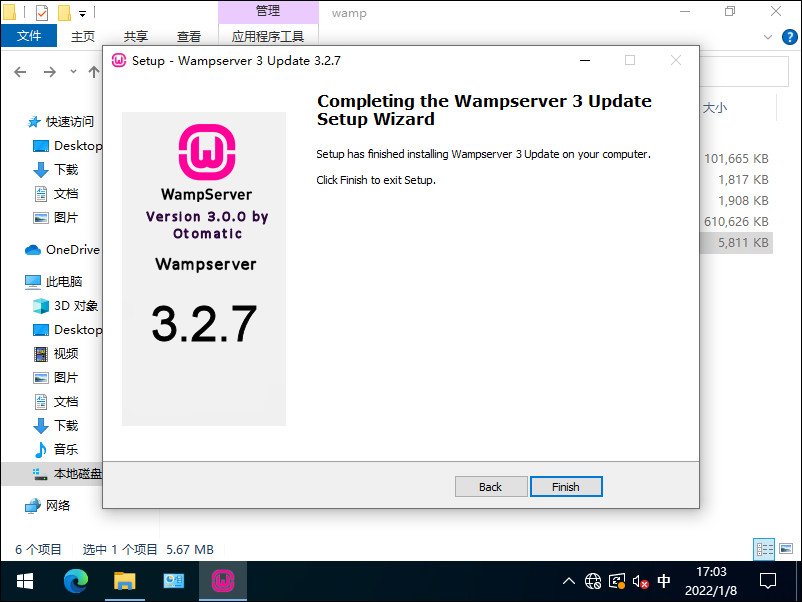 管理
wamp
文件
主页
共享
查看
应用程序工具
Setup - Wampserver 3 Update 3.2.7
大小
快速访问
Desktop
下载
文档
图片
OneDrive
此电脑
3D 对象
Desktop
视频
图片
文档
下载
音乐
本地磁盘
网络
WampServer
Version 3.0.0 by
Otomatic
Wampserver
3.2.7
Completing the Wampserver 3 Update
Setup Wizard
Setup has finished installing Wampserver 3 Update on your computer.
Click Finish to exit Setup.
Back
Finish
101,665 KB
1,817 KB
1,908 KB
610,626 KB
5,811 KB
6 个项目
选中 1 个项目 5.67 MB
中
17:03
2022/1/8